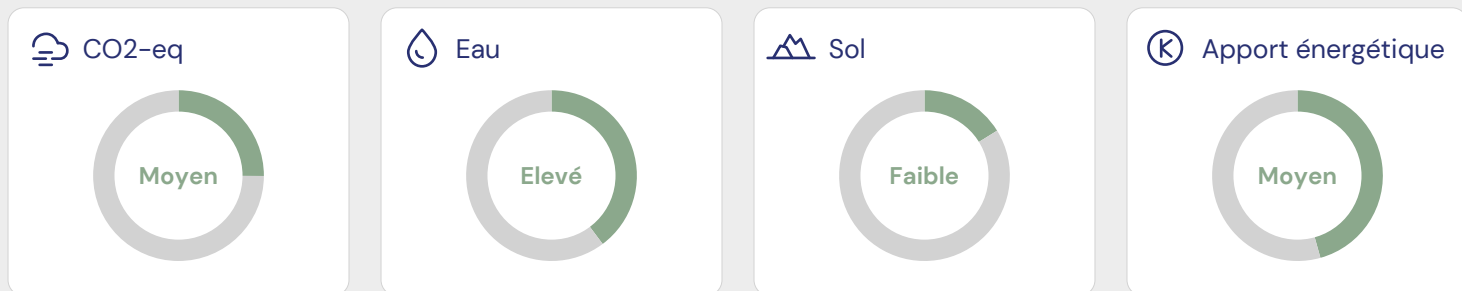 CO2-eq
Moyen
Eau
Elevé
Sol
Faible
Apport énergétique
Moyen